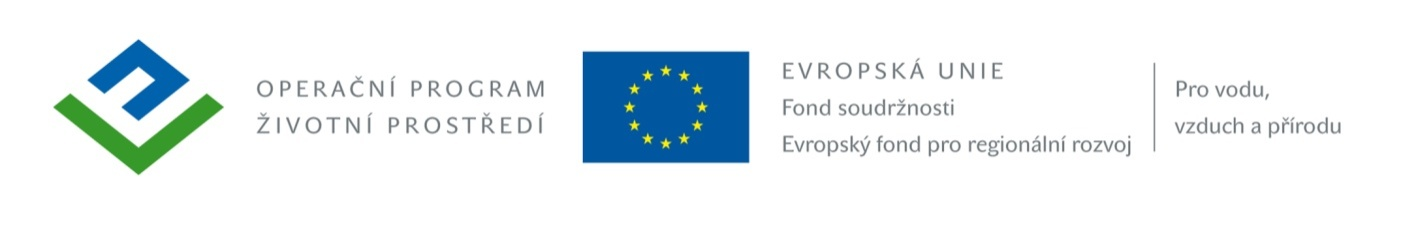 OPERAČNÍ PROGRAM
ŽIVOTNÍ PROSTŘEDÍ
EVROPSKÁ UNIE
Fond soudržnosti
Evropský fond pro regionální rozvoj
Pro vodu,
vzduch a přírodu